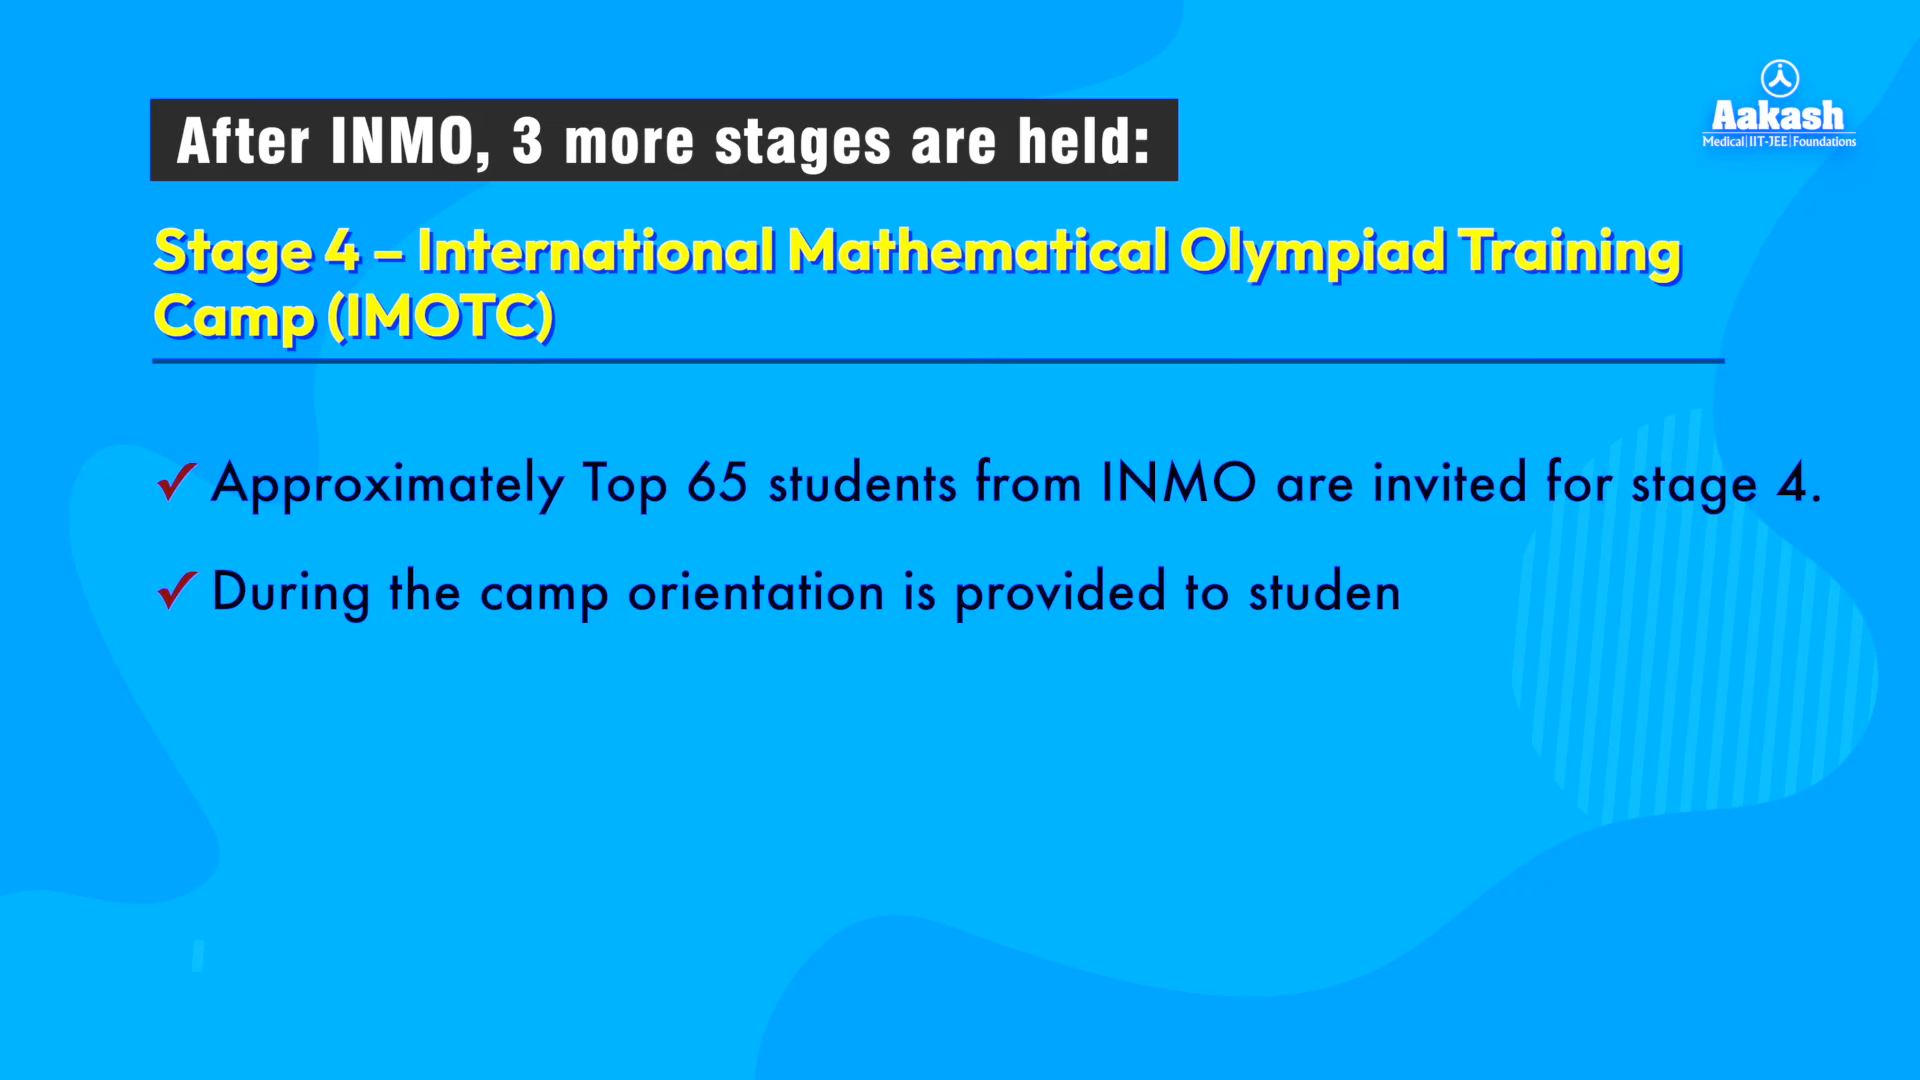 After INMO, 3 more stages are held:
Aakash
Medical|IIT-JEE|Foundations
Stage 4 – International Mathematical Olympiad Training
Camp (IMOTC)
✓ Approximately Top 65 students from INMO are invited for stage 4.
✓ During the camp orientation is provided to studen